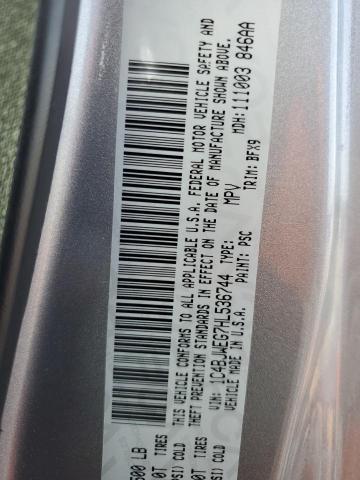 500 LB
0T TIRES
SI) COLD
THIS VEHICLE CONFORMS TO ALL APPLICABLE U.S.A. FEDERAL MOTOR VEHICLE SAFETY AND
THEFT PREVENTION STANDARDS IN EFFECT ON THE DATE OF MANUFACTURE SHOWN ABOVE.
0T TIRES
SI) COLD
VIN: 1C4BJWEG7HL536744 TYPE: MPV MDH: 111003 846AA
VEHICLE MADE IN U.S.A. PAINT: PSC TRIM: BFX9